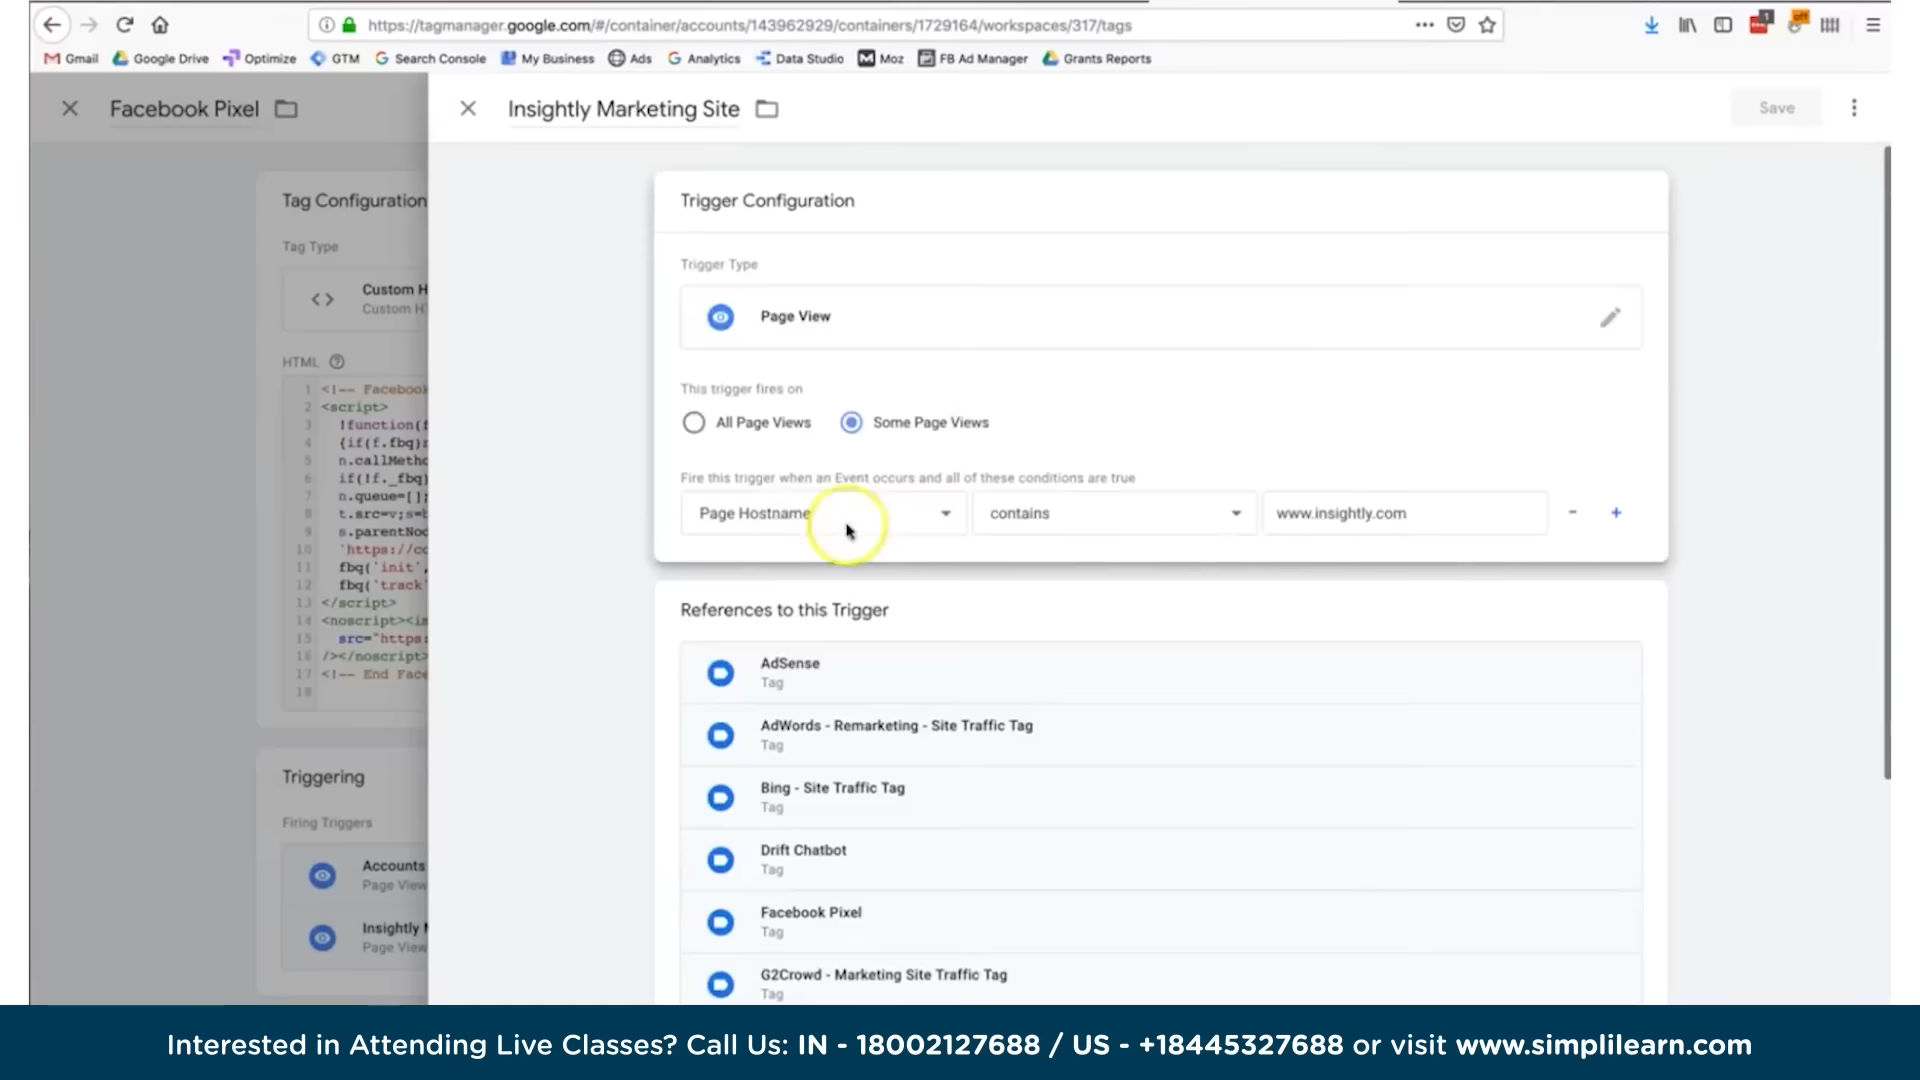 https://tagmanager.google.com/#/container/accounts/143962929/containers/1729164/workspaces/317/tags
1
off
Gmail Google Drive Optimize GTM Search Console My Business Ads Analytics Data Studio Moz FB Ad Manager Grants Reports
Facebook Pixel
Insightly Marketing Site
Save
Tag Configuration
Tag Type
Custom H
Custom H
HTML
1 <!-- Facebook
2 <script>
3 !function(f
4 {if(f.fbq)r
5 n.callMetho
6 if(!f._fbq)
7 n.queue=[];
8 t.src=v;s=b
9 s.parentNod
10 'https://co
11 fbq('init',
12 fbq('track'
13 </script>
14 <noscript><im
15 src="https:
16 /></noscript>
17 <!-- End Face
18
Triggering
Firing Triggers
Accounts
Page View
Insightly M
Page View
Trigger Configuration
Trigger Type
Page View
This trigger fires on
All Page Views Some Page Views
Fire this trigger when an Event occurs and all of these conditions are true
Page Hostname contains www.insightly.com - +
References to this Trigger
AdSense
Tag
AdWords - Remarketing - Site Traffic Tag
Tag
Bing - Site Traffic Tag
Tag
Drift Chatbot
Tag
Facebook Pixel
Tag
G2Crowd - Marketing Site Traffic Tag
Tag
Interested in Attending Live Classes? Call Us: IN - 18002127688 / US - +18445327688 or visit www.simplilearn.com